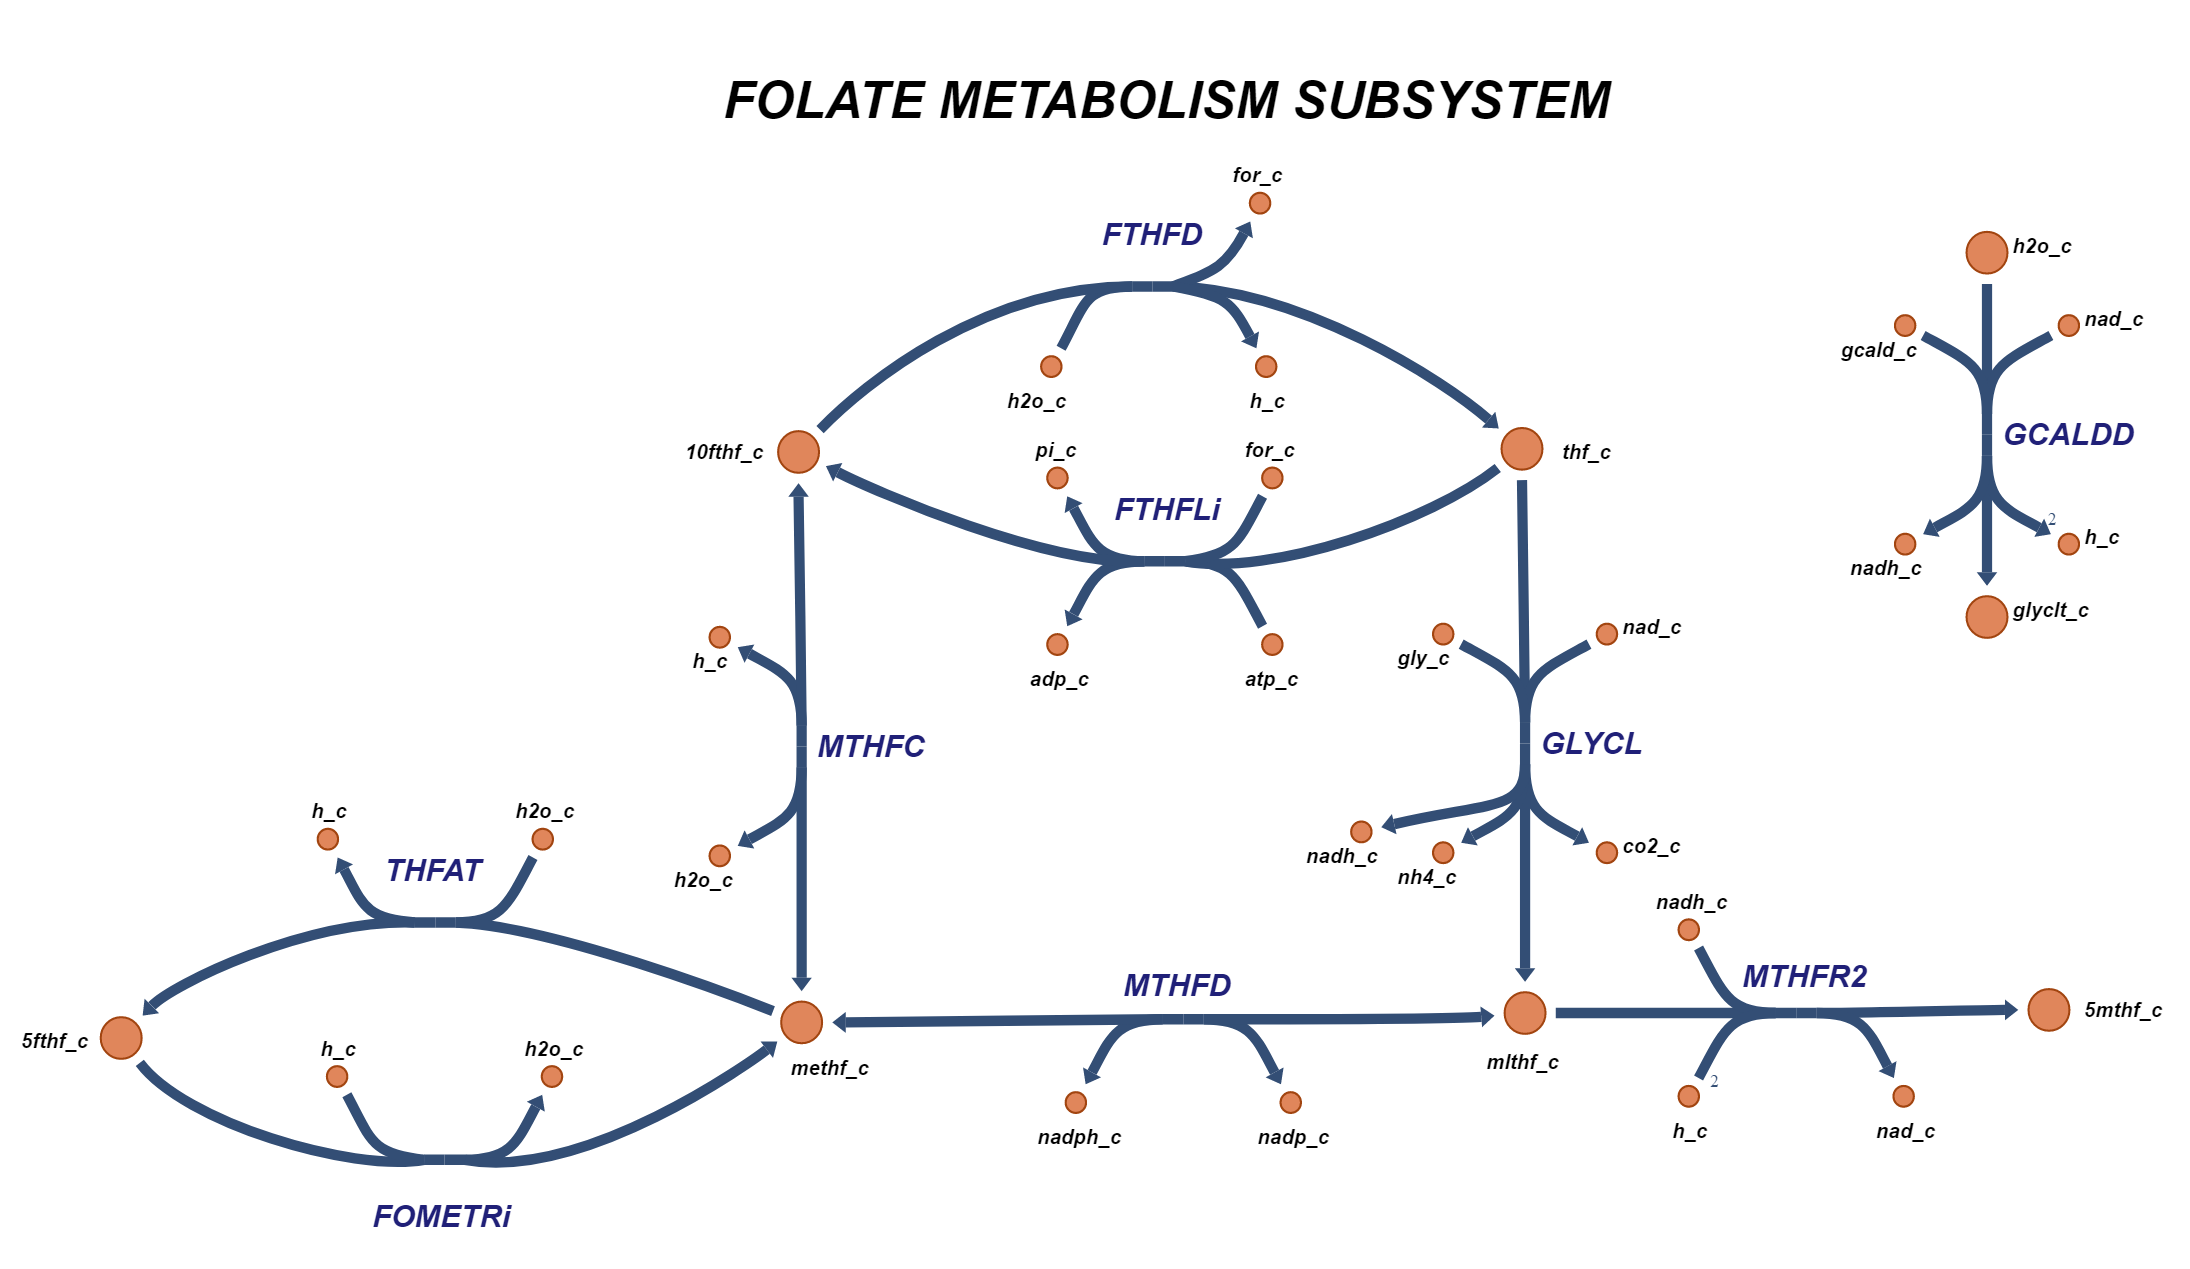 FOLATE METABOLISM SUBSYSTEM
for_c
FTHFD
h2o_c
h2o_c
h_c
nad_c
gcald_c
GCALDD
2
h_c
nadh_c
glyclt_c
10fthf_c
pi_c
for_c
thf_c
FTHFLi
adp_c
atp_c
h_c
MTHFC
h2o_c
gly_c
nad_c
GLYCL
nadh_c
nh4_c
co2_c
h_c
h2o_c
THFAT
5fthf_c
h_c
h2o_c
FOMETRi
methf_c
MTHFD
nadph_c
nadp_c
mlthf_c
nadh_c
MTHFR2
5mthf_c
2
h_c
nad_c